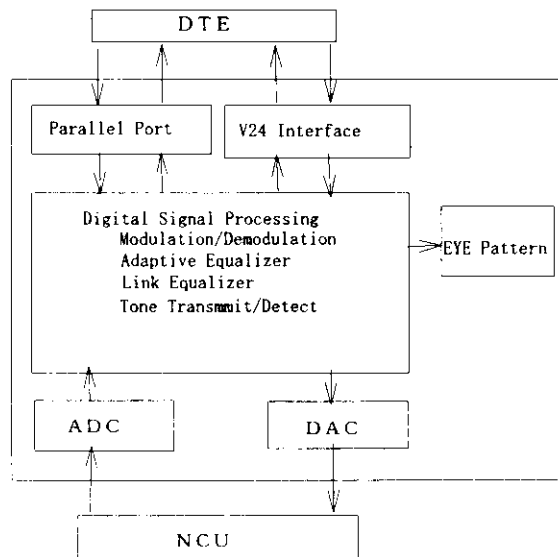 DTE
Parallel Port
V24 Interface
Digital Signal Processing
Modulation/Demodulation
Adaptive Equalizer
Link Equalizer
Tone Transmmuit/Detect
EYE Pattern
ADC
DAC
NCU